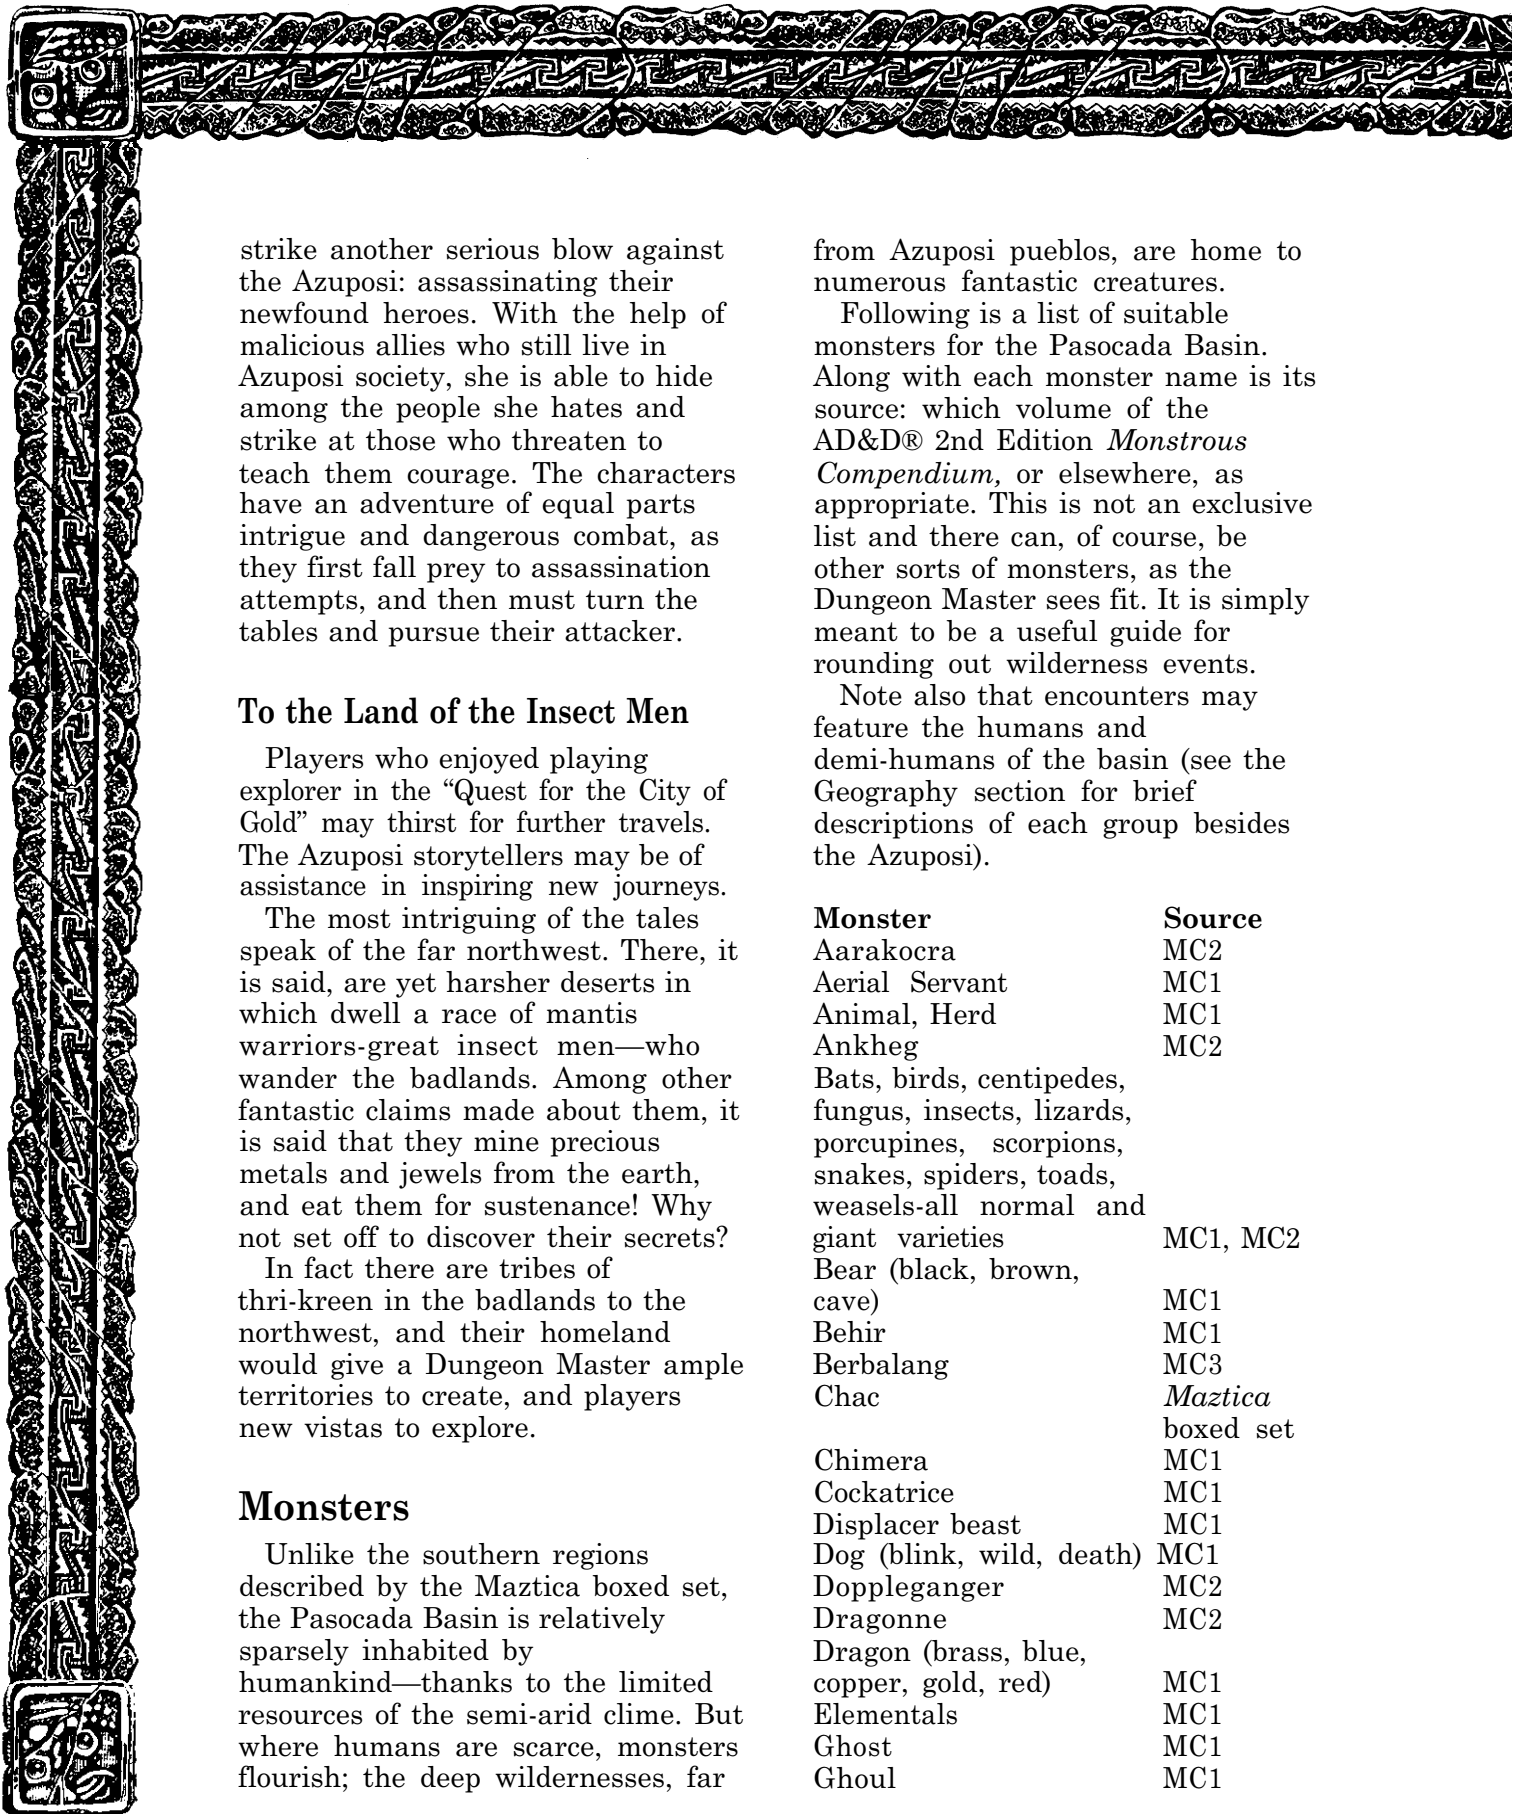 strike another serious blow against
the Azuposi: assassinating their
newfound heroes. With the help of
malicious allies who still live in
Azuposi society, she is able to hide
among the people she hates and
strike at those who threaten to
teach them courage. The characters
have an adventure of equal parts
intrigue and dangerous combat, as
they first fall prey to assassination
attempts, and then must turn the
tables and pursue their attacker.
To the Land of the Insect Men
Players who enjoyed playing
explorer in the “Quest for the City of
Gold” may thirst for further travels.
The Azuposi storytellers may be of
assistance in inspiring new journeys.
The most intriguing of the tales
speak of the far northwest. There, it
is said, are yet harsher deserts in
which dwell a race of mantis
warriors-great insect men—who
wander the badlands. Among other
fantastic claims made about them, it
is said that they mine precious
metals and jewels from the earth,
and eat them for sustenance! Why
not set off to discover their secrets?
In fact there are tribes of
thri-kreen in the badlands to the
northwest, and their homeland
would give a Dungeon Master ample
territories to create, and players
new vistas to explore.
Monsters
Unlike the southern regions
described by the Maztica boxed set,
the Pasocada Basin is relatively
sparsely inhabited by
humankind—thanks to the limited
resources of the semi-arid clime. But
where humans are scarce, monsters
flourish; the deep wildernesses, far
from Azuposi pueblos, are home to
numerous fantastic creatures.
Following is a list of suitable
monsters for the Pasocada Basin.
Along with each monster name is its
source: which volume of the
AD&D® 2nd Edition Monstrous
Compendium, or elsewhere, as
appropriate. This is not an exclusive
list and there can, of course, be
other sorts of monsters, as the
Dungeon Master sees fit. It is simply
meant to be a useful guide for
rounding out wilderness events.
Note also that encounters may
feature the humans and
demi-humans of the basin (see the
Geography section for brief
descriptions of each group besides
the Azuposi).
Monster Source
Aarakocra MC2
Aerial Servant MC1
Animal, Herd MC1
Ankheg MC2
Bats, birds, centipedes,
fungus, insects, lizards,
porcupines, scorpions,
snakes, spiders, toads,
weasels-all normal and
giant varieties MC1, MC2
Bear (black, brown,
cave) MC1
Behir MC1
Berbalang MC3
Chac Maztica
boxed set
Chimera MC1
Cockatrice MC1
Displacer beast MC1
Dog (blink, wild, death) MC1
Doppleganger MC2
Dragonne MC2
Dragon (brass, blue,
copper, gold, red) MC1
Elementals MC1
Ghost MC1
Ghoul MC1